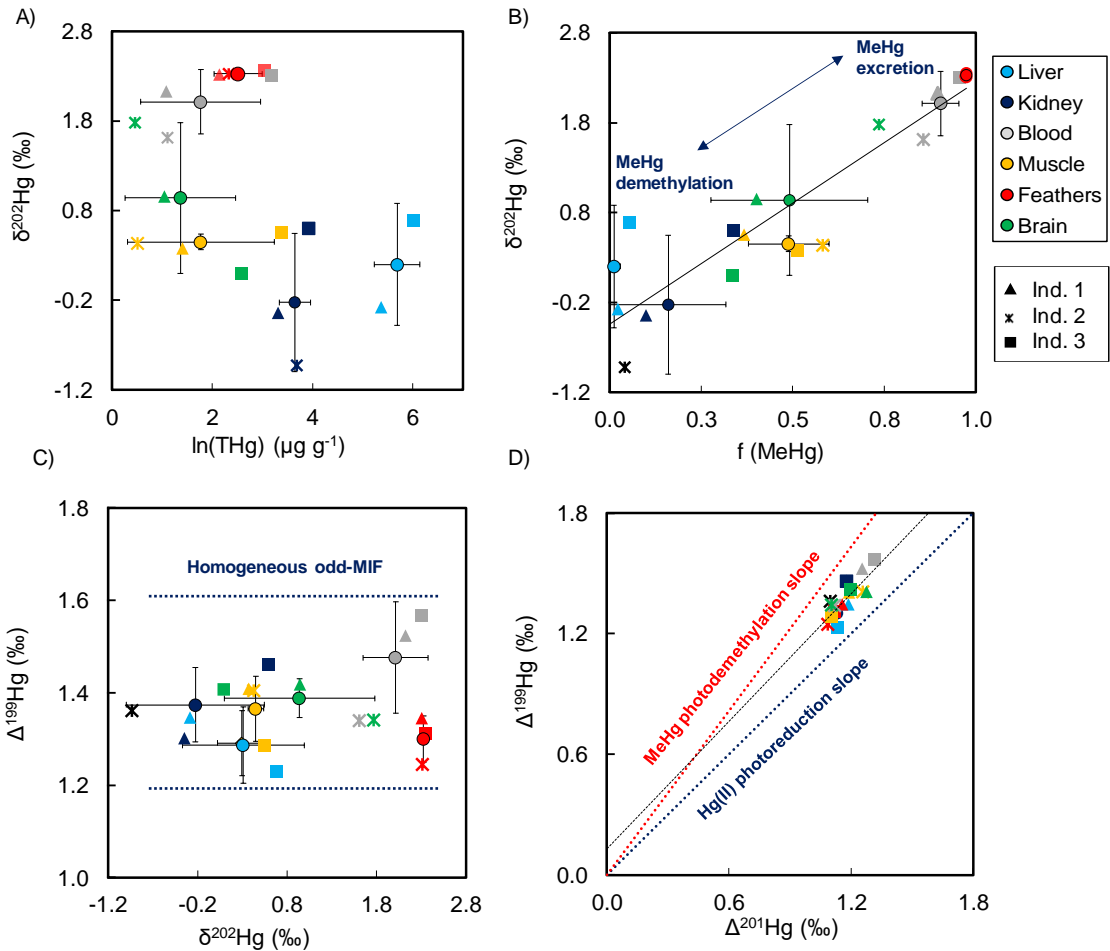 A)
2.8
1.8
0.8
-0.2
-1.2
δ²⁰²Hg (‰)
0 2 4 6
ln(THg) (µg g⁻¹)
B)
2.8
1.8
0.8
-0.2
-1.2
δ²⁰²Hg (‰)
MeHg
excretion
MeHg
demethylation
0.0 0.3 0.5 0.8 1.0
f (MeHg)
Liver
Kidney
Blood
Muscle
Feathers
Brain
Ind. 1
Ind. 2
Ind. 3
C)
1.8
1.6
1.4
1.2
1.0
Δ¹⁹⁹Hg (‰)
Homogeneous odd-MIF
-1.2 -0.2 0.8 1.8 2.8
δ²⁰²Hg (‰)
D)
1.8
1.2
0.6
0.0
Δ¹⁹⁹Hg (‰)
MeHg photodemethylation slope
Hg(II) photoreduction slope
0.0 0.6 1.2 1.8
Δ²⁰¹Hg (‰)